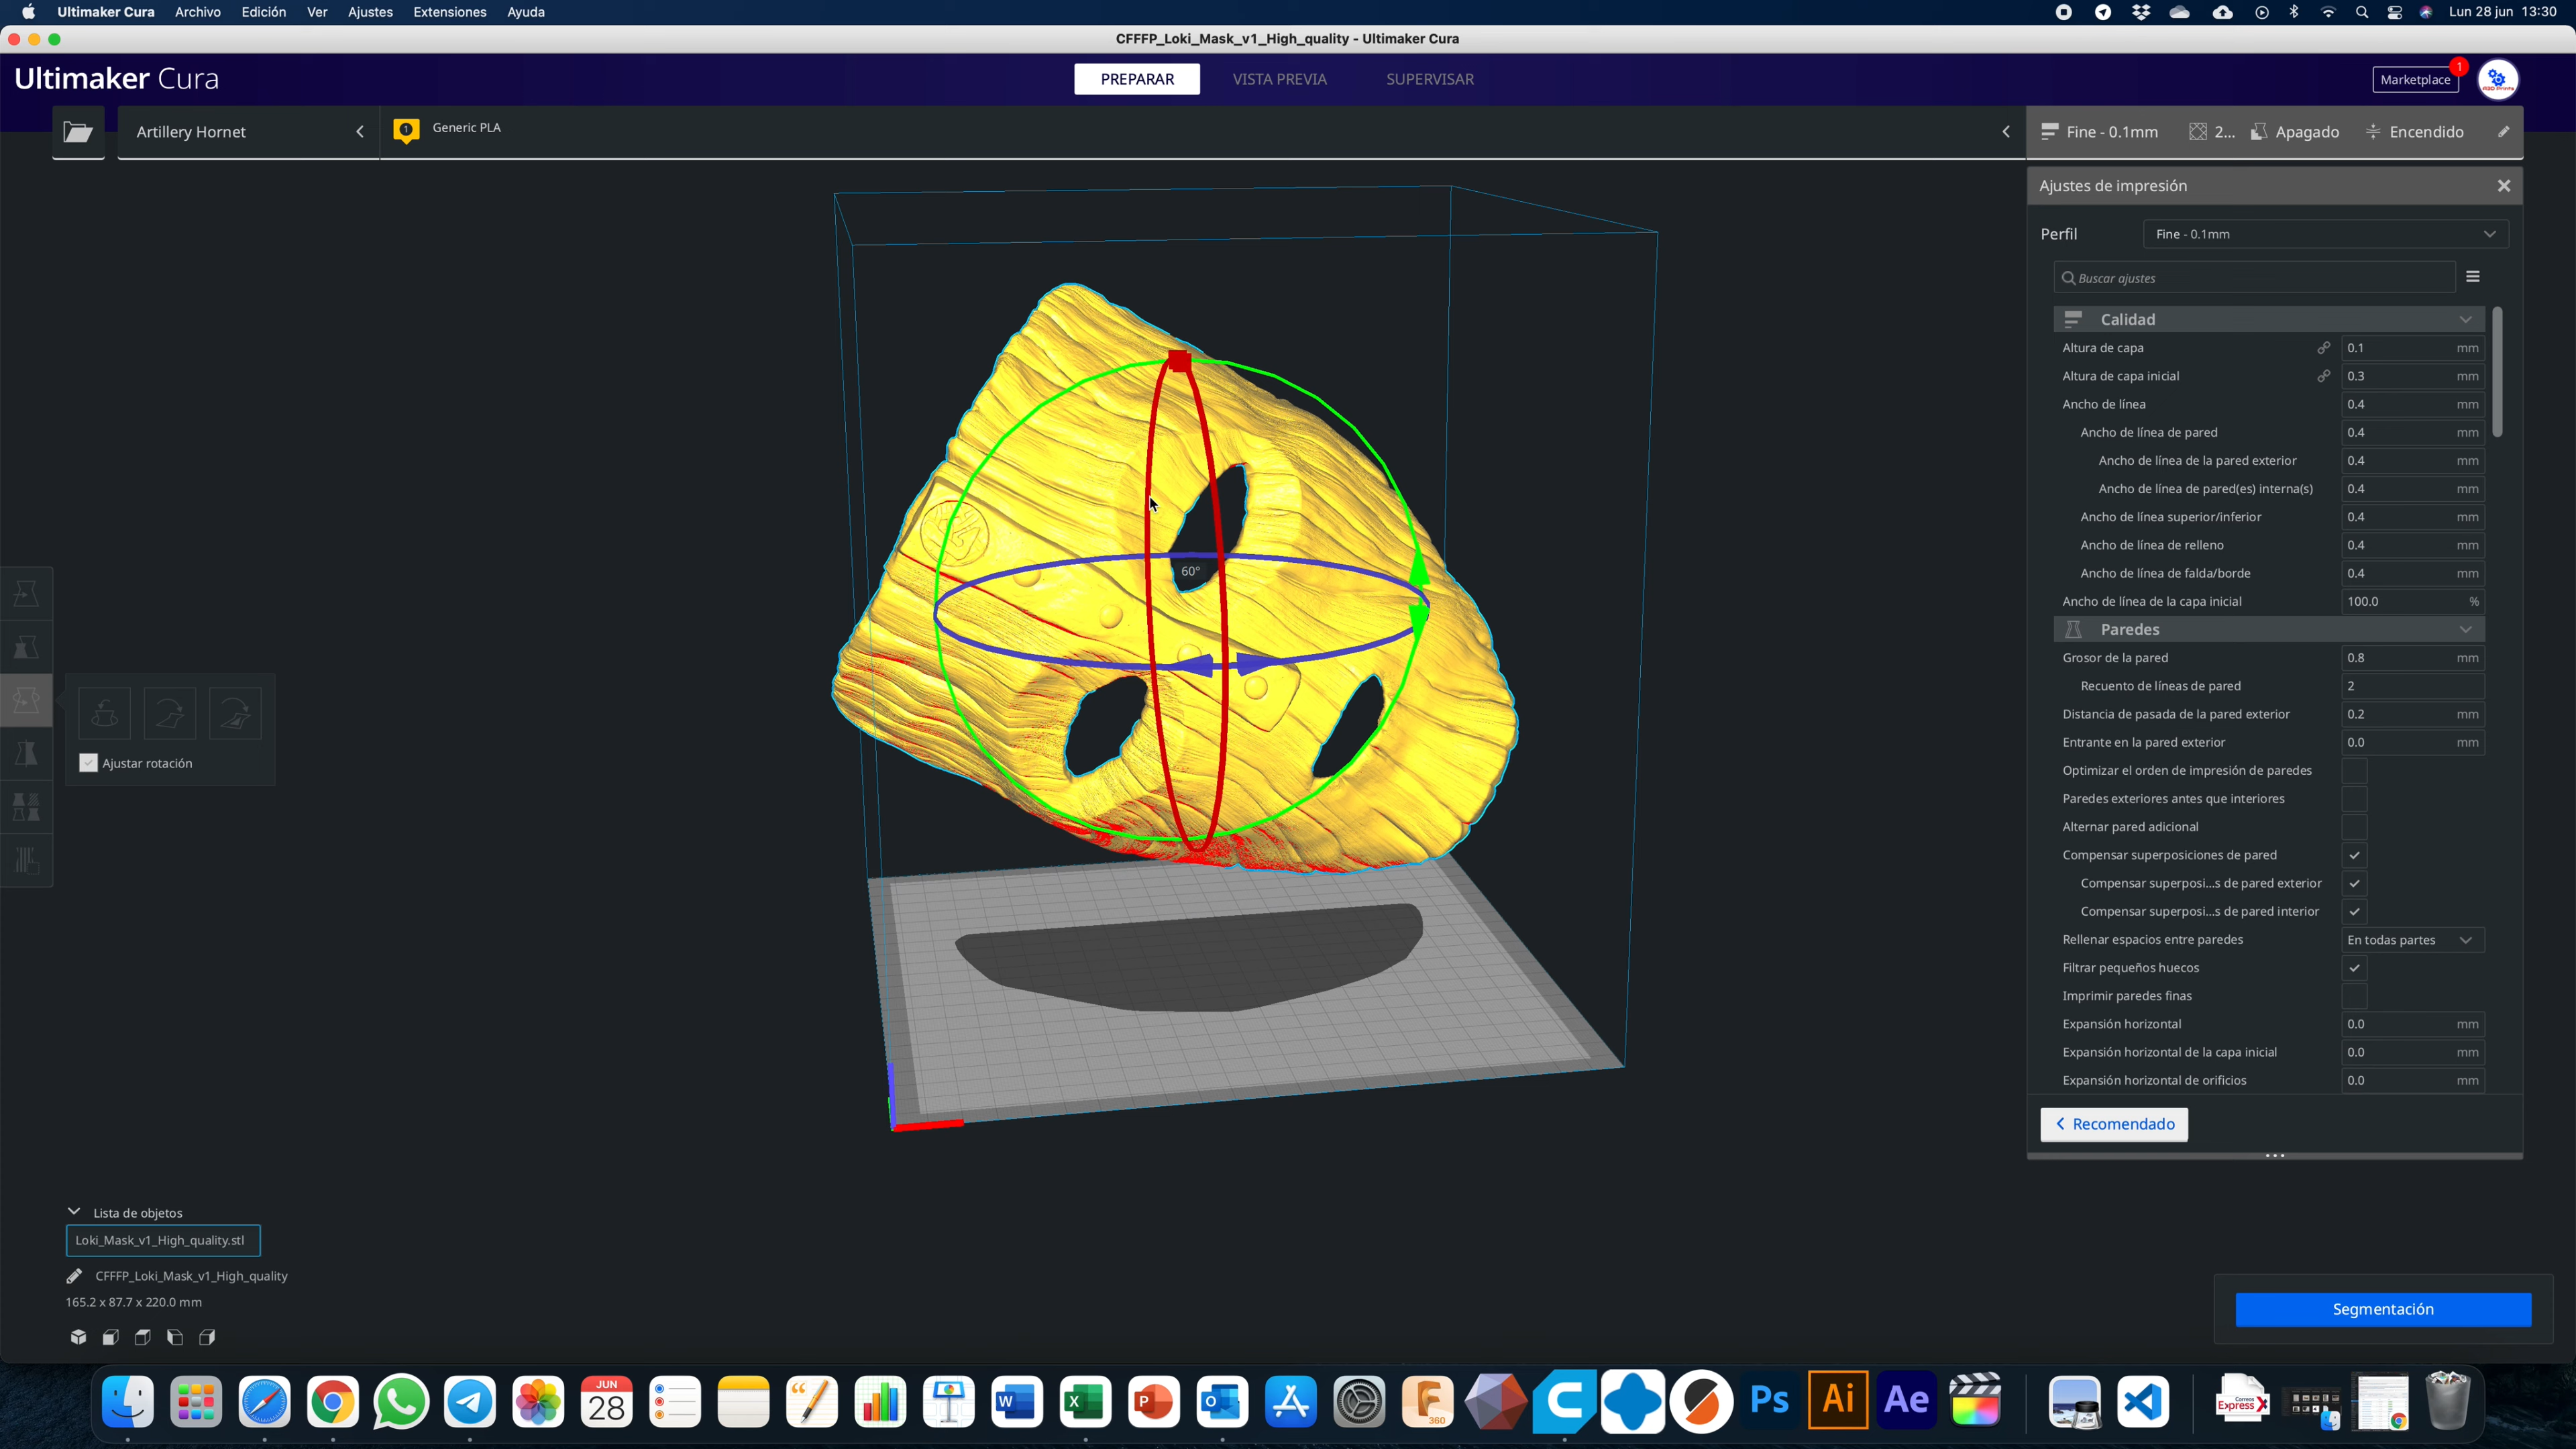 Ultimaker Cura Archivo Edición Ver Ajustes Extensiones Ayuda Lun 28 jun 13:30
CFFFP_Loki_Mask_v1_High_quality - Ultimaker Cura
Ultimaker Cura PREPARAR VISTA PREVIA SUPERVISAR Marketplace 1
Artillery Hornet 1 Generic PLA Fine - 0.1mm 2... Apagado Encendido
Ajustes de impresión
Perfil Fine - 0.1mm
Buscar ajustes
Calidad
Altura de capa 0.1 mm
Altura de capa inicial 0.3 mm
Ancho de línea 0.4 mm
Ancho de línea de pared 0.4 mm
Ancho de línea de la pared exterior 0.4 mm
Ancho de línea de pared(es) interna(s) 0.4 mm
Ancho de línea superior/inferior 0.4 mm
Ancho de línea de relleno 0.4 mm
Ancho de línea de falda/borde 0.4 mm
Ancho de línea de la capa inicial 100.0 %
Paredes
Grosor de la pared 0.8 mm
Recuento de líneas de pared 2
Distancia de pasada de la pared exterior 0.2 mm
Entrante en la pared exterior 0.0 mm
Optimizar el orden de impresión de paredes
Paredes exteriores antes que interiores
Alternar pared adicional
Compensar superposiciones de pared
Compensar superposi...s de pared exterior
Compensar superposi...s de pared interior
Rellenar espacios entre paredes En todas partes
Filtrar pequeños huecos
Imprimir paredes finas
Expansión horizontal 0.0 mm
Expansión horizontal de la capa inicial 0.0 mm
Expansión horizontal de orificios 0.0 mm
Recomendado
60°
Ajustar rotación
Lista de objetos
Loki_Mask_v1_High_quality.stl
CFFFP_Loki_Mask_v1_High_quality
165.2 x 87.7 x 220.0 mm
Segmentación
JUN
28
W
X
P
O
F
360
Ps
Ai
Ae
Correos
Express